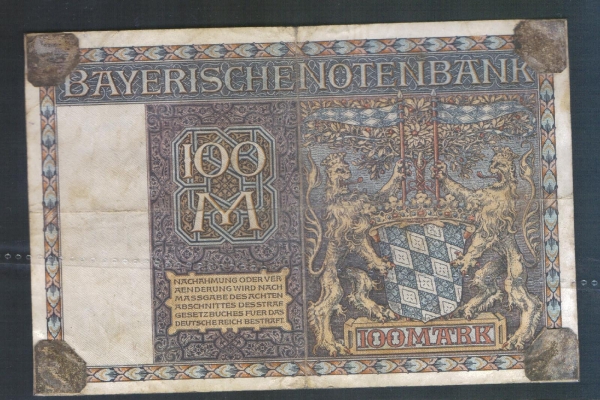 BAYERISCHE NOTENBANK
100
M
NACHAHMUNG ODER VER
AENDERUNG WIRD NACH
MASSGABE DES ACHTEN
ABSCHNITTES DES STRAF
GESETZBUCHES FUER DAS
DEUTSCHE REICH BESTRAFT.
100 MARK